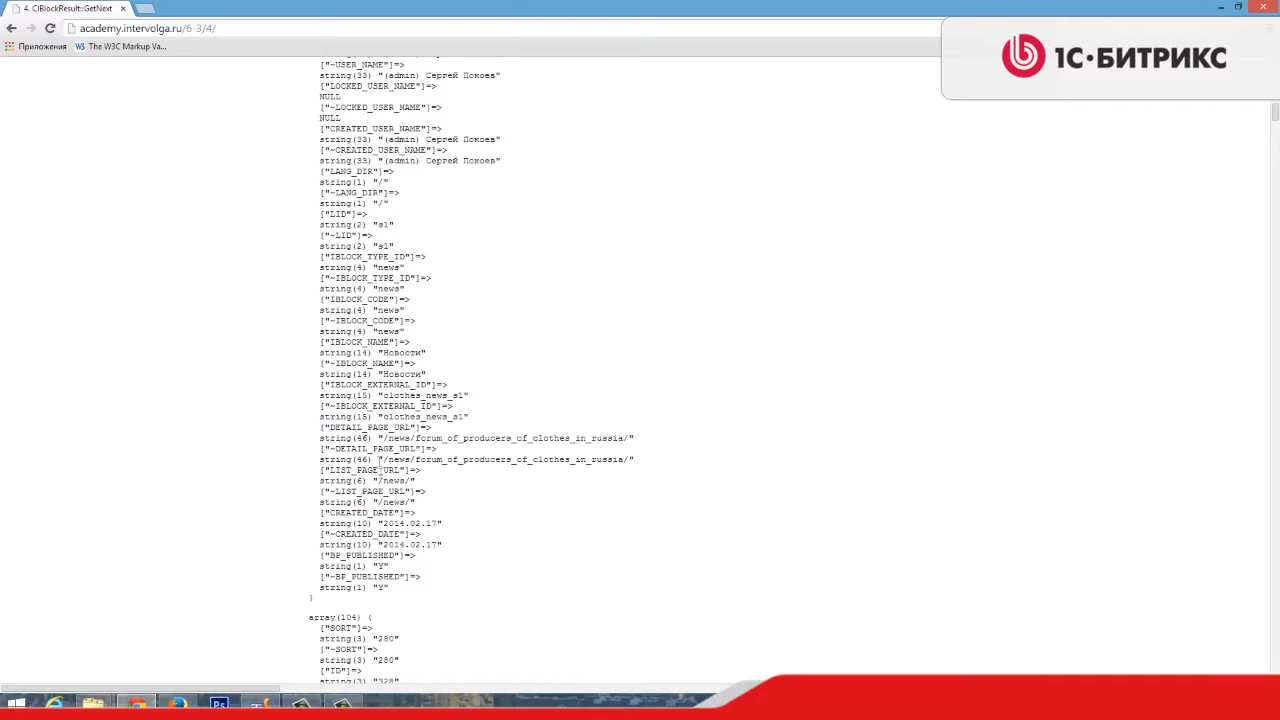 4. CIBlockResult::GetNext
academy.intervolga.ru/6-3/4/
Приложения
The W3C Markup Va...
1С·БИТРИКС
["~USER_NAME"]=>
string(33) "(admin) Сергей Покоев"
["LOCKED_USER_NAME"]=>
NULL
["~LOCKED_USER_NAME"]=>
NULL
["CREATED_USER_NAME"]=>
string(33) "(admin) Сергей Покоев"
["~CREATED_USER_NAME"]=>
string(33) "(admin) Сергей Покоев"
["LANG_DIR"]=>
string(1) "/"
["~LANG_DIR"]=>
string(1) "/"
["LID"]=>
string(2) "s1"
["~LID"]=>
string(2) "s1"
["IBLOCK_TYPE_ID"]=>
string(4) "news"
["~IBLOCK_TYPE_ID"]=>
string(4) "news"
["IBLOCK_CODE"]=>
string(4) "news"
["~IBLOCK_CODE"]=>
string(4) "news"
["IBLOCK_NAME"]=>
string(14) "Новости"
["~IBLOCK_NAME"]=>
string(14) "Новости"
["IBLOCK_EXTERNAL_ID"]=>
string(15) "clothes_news_s1"
["~IBLOCK_EXTERNAL_ID"]=>
string(15) "clothes_news_s1"
["DETAIL_PAGE_URL"]=>
string(46) "/news/forum_of_producers_of_clothes_in_russia/"
["~DETAIL_PAGE_URL"]=>
string(46) "/news/forum_of_producers_of_clothes_in_russia/"
["LIST_PAGE_URL"]=>
string(6) "/news/"
["~LIST_PAGE_URL"]=>
string(6) "/news/"
["CREATED_DATE"]=>
string(10) "2014.02.17"
["~CREATED_DATE"]=>
string(10) "2014.02.17"
["BP_PUBLISHED"]=>
string(1) "Y"
["~BP_PUBLISHED"]=>
string(1) "Y"
}
array(104) {
["SORT"]=>
string(3) "280"
["~SORT"]=>
string(3) "280"
["ID"]=>
string(3) "328"